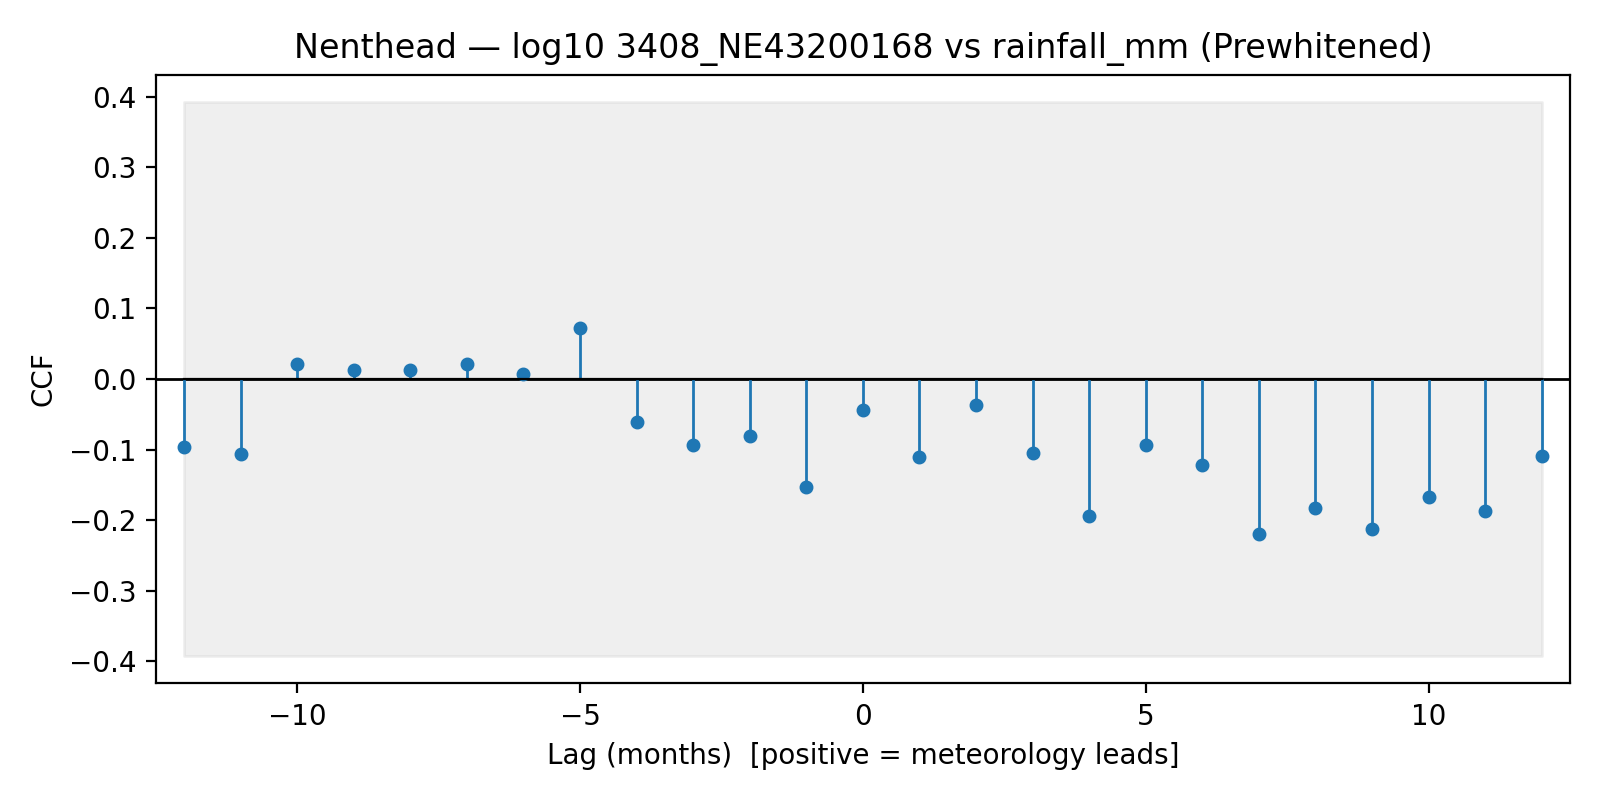 Nenthead — log10 3408_NE43200168 vs rainfall_mm (Prewhitened)
CCF
0.4
0.3
0.2
0.1
0.0
−0.1
−0.2
−0.3
−0.4
−10 −5 0 5 10
Lag (months)  [positive = meteorology leads]